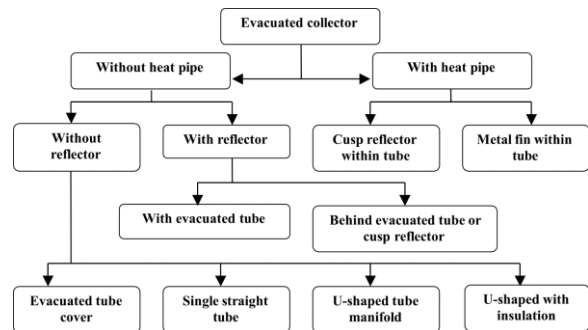 Evacuated collector
Without heat pipe
With heat pipe
Without
reflector
With reflector
Cusp reflector
within tube
Metal fin within
tube
With evacuated tube
Behind evacuated tube or
cusp reflector
Evacuated tube
cover
Single straight
tube
U-shaped tube
manifold
U-shaped with
insulation